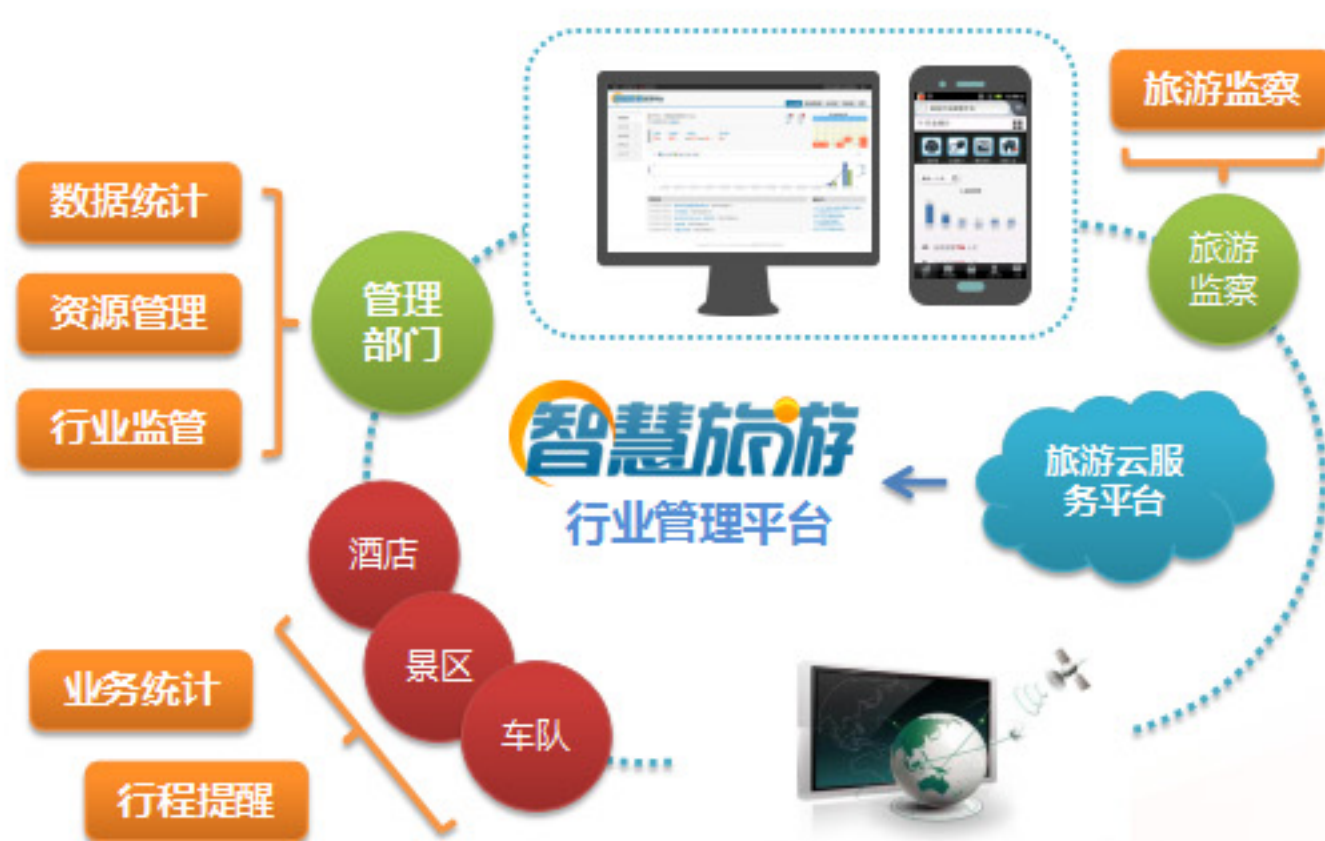 旅游监察
数据统计
资源管理
行业监管
管理
部门
旅游
监察
智慧旅游
行业管理平台
旅游云服
务平台
酒店
景区
车队
业务统计
行程提醒